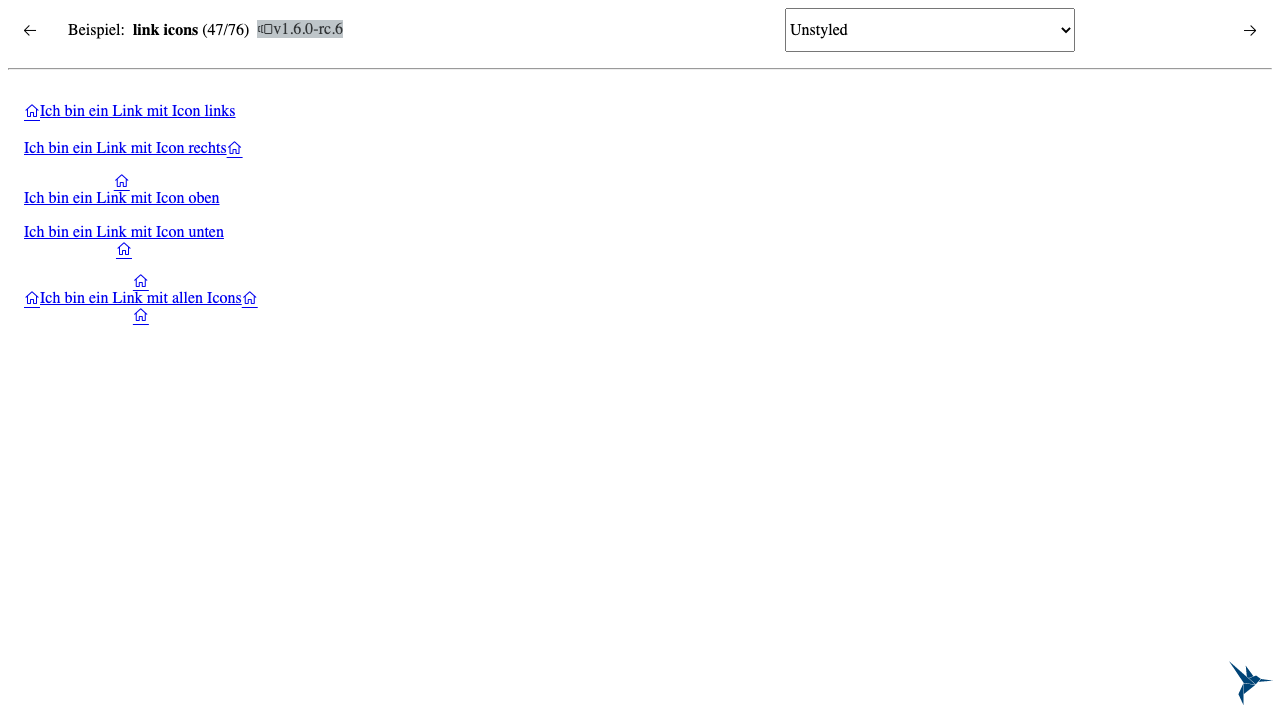 Beispiel: link icons (47/76) v1.6.0-rc.6 Unstyled
Ich bin ein Link mit Icon links
Ich bin ein Link mit Icon rechts
Ich bin ein Link mit Icon oben
Ich bin ein Link mit Icon unten
Ich bin ein Link mit allen Icons